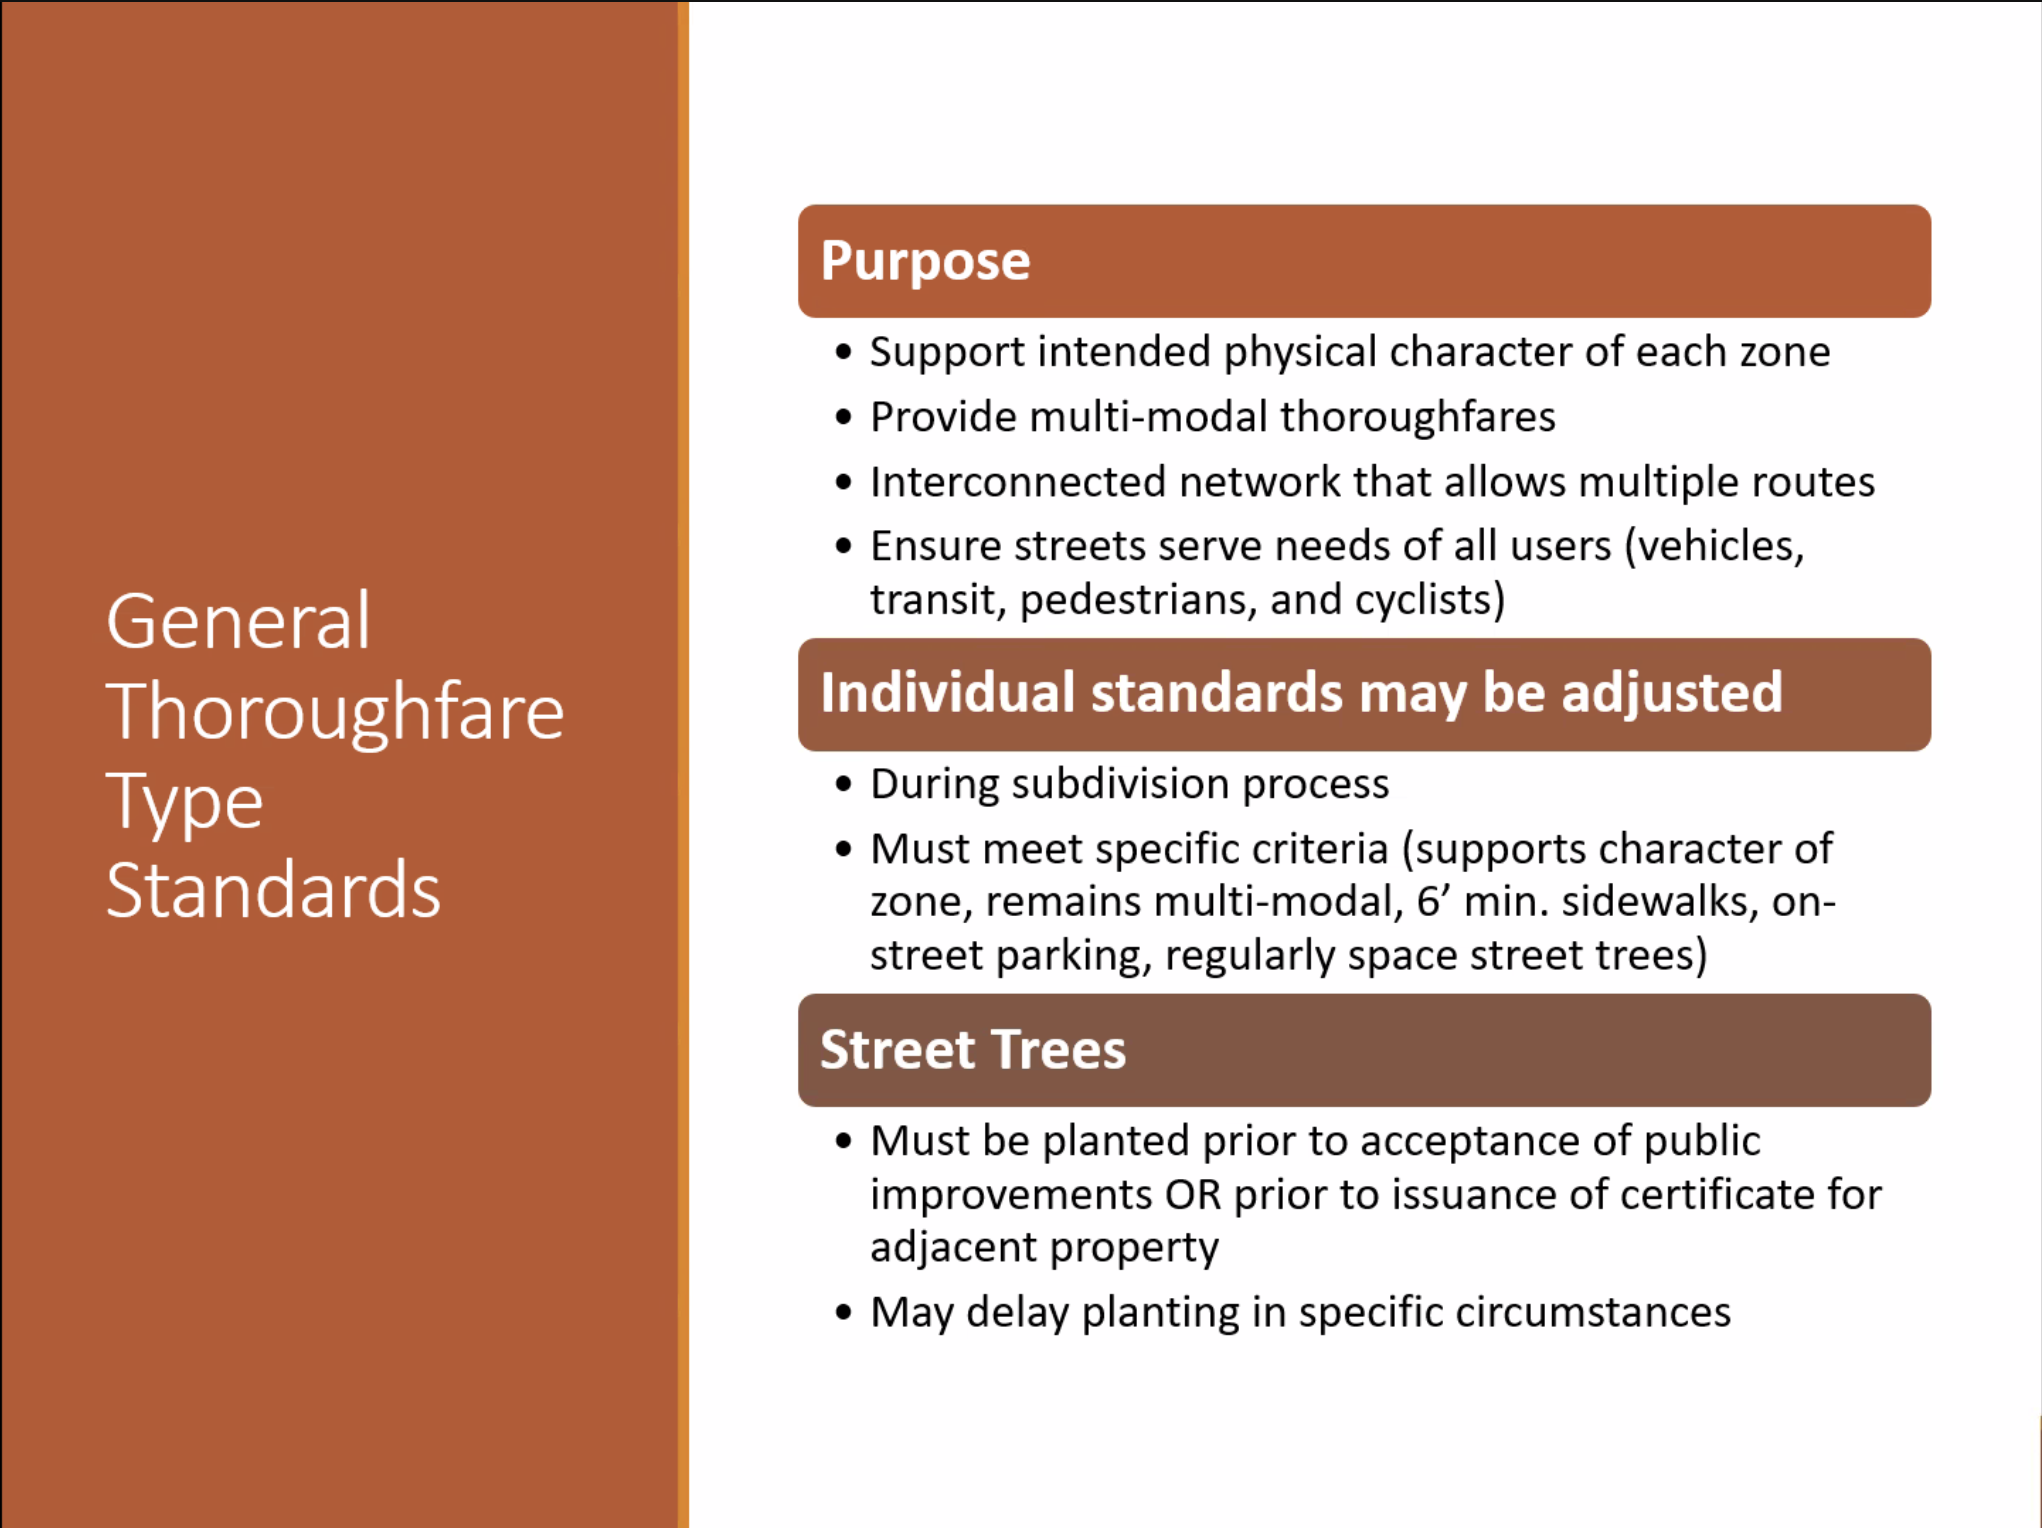 General
Thoroughfare
Type
Standards
Purpose
• Support intended physical character of each zone
• Provide multi-modal thoroughfares
• Interconnected network that allows multiple routes
• Ensure streets serve needs of all users (vehicles,
transit, pedestrians, and cyclists)
Individual standards may be adjusted
• During subdivision process
• Must meet specific criteria (supports character of
zone, remains multi-modal, 6’ min. sidewalks, on-
street parking, regularly space street trees)
Street Trees
• Must be planted prior to acceptance of public
improvements OR prior to issuance of certificate for
adjacent property
• May delay planting in specific circumstances